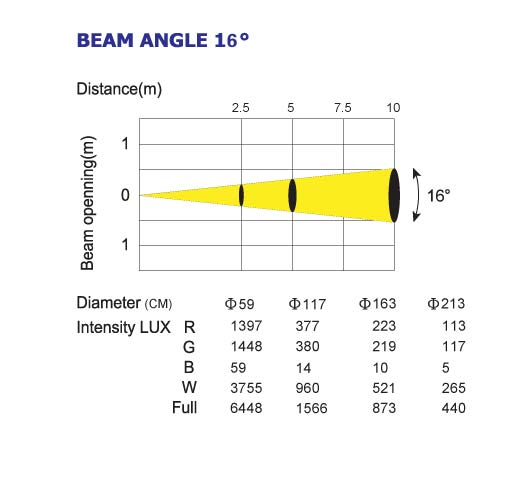 BEAM ANGLE 16°
Distance(m)
2.5 5 7.5 10
Beam openning(m)
1
0
1
16°
Diameter (CM) Φ59 Φ117 Φ163 Φ213
Intensity LUX R 1397 377 223 113
G 1448 380 219 117
B 59 14 10 5
W 3755 960 521 265
Full 6448 1566 873 440